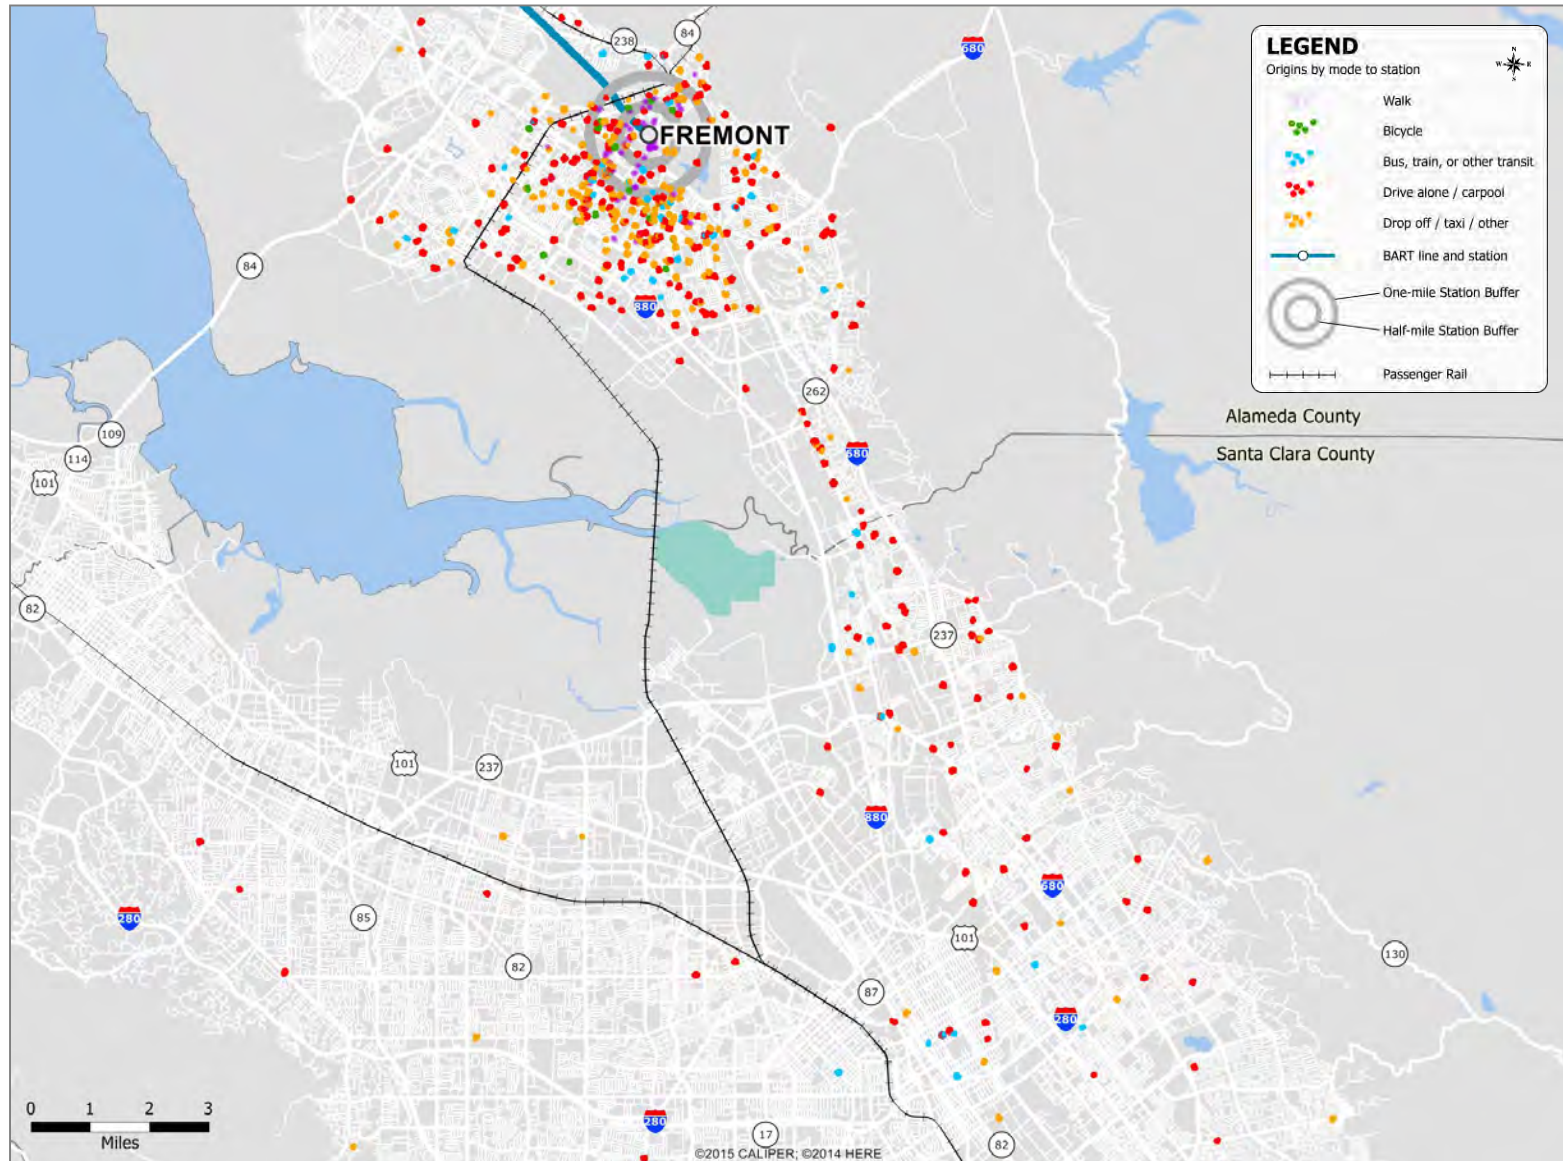 238
84
680
LEGEND
Origins by mode to station
N
W E
S
Walk
Bicycle
Bus, train, or other transit
Drive alone / carpool
Drop off / taxi / other
BART line and station
One-mile Station Buffer
Half-mile Station Buffer
Passenger Rail
FREMONT
84
880
262
680
Alameda County
Santa Clara County
109
114
101
82
237
101
237
880
280
85
82
680
101
130
87
280
0 1 2 3
Miles
280
17
82
©2015 CALIPER; ©2014 HERE